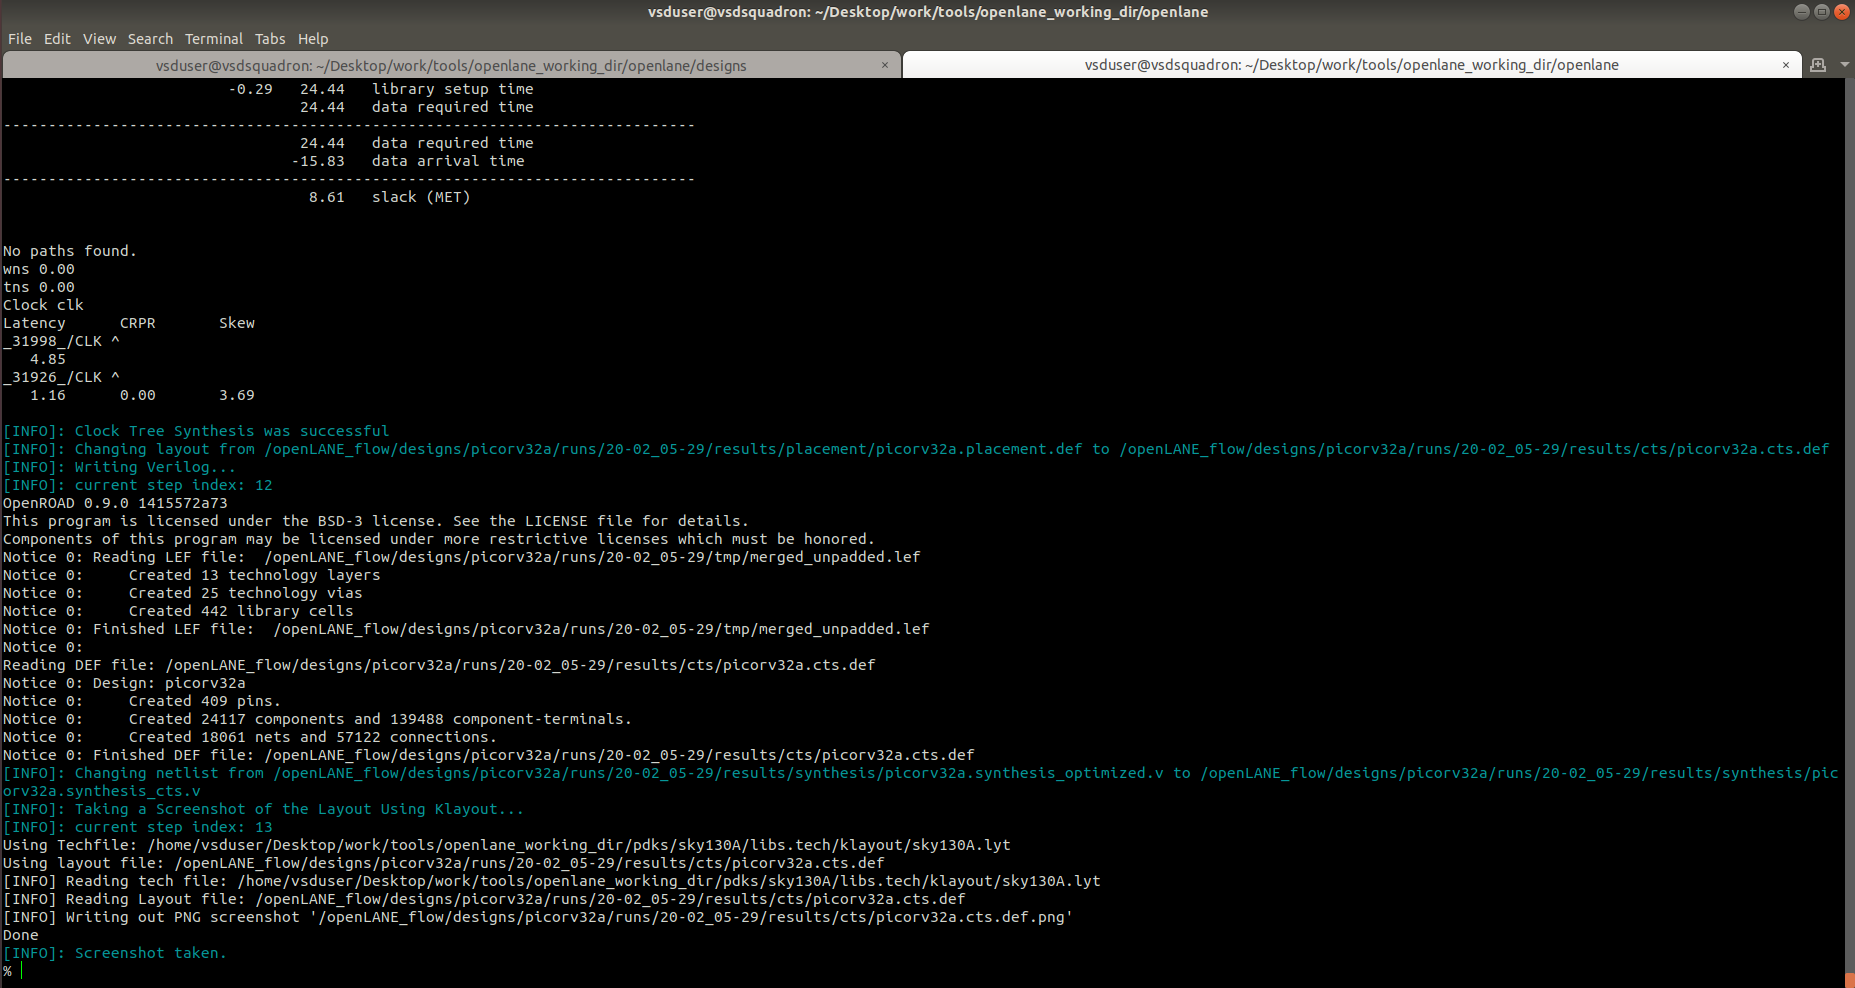 vsduser@vsdsquadron: ~/Desktop/work/tools/openlane_working_dir/openlane
File Edit View Search Terminal Tabs Help
vsduser@vsdsquadron: ~/Desktop/work/tools/openlane_working_dir/openlane/designs × vsduser@vsdsquadron: ~/Desktop/work/tools/openlane_working_dir/openlane ×
                         -0.29   24.44   library setup time
                                 24.44   data required time
-----------------------------------------------------------------------------
                                 24.44   data required time
                                -15.83   data arrival time
-----------------------------------------------------------------------------
                                  8.61   slack (MET)
No paths found.
wns 0.00
tns 0.00
Clock clk
Latency      CRPR       Skew
_31998_/CLK ^
   4.85
_31926_/CLK ^
   1.16      0.00       3.69
[INFO]: Clock Tree Synthesis was successful
[INFO]: Changing layout from /openLANE_flow/designs/picorv32a/runs/20-02_05-29/results/placement/picorv32a.placement.def to /openLANE_flow/designs/picorv32a/runs/20-02_05-29/results/cts/picorv32a.cts.def
[INFO]: Writing Verilog...
[INFO]: current step index: 12
OpenROAD 0.9.0 1415572a73
This program is licensed under the BSD-3 license. See the LICENSE file for details.
Components of this program may be licensed under more restrictive licenses which must be honored.
Notice 0: Reading LEF file:  /openLANE_flow/designs/picorv32a/runs/20-02_05-29/tmp/merged_unpadded.lef
Notice 0:     Created 13 technology layers
Notice 0:     Created 25 technology vias
Notice 0:     Created 442 library cells
Notice 0: Finished LEF file:  /openLANE_flow/designs/picorv32a/runs/20-02_05-29/tmp/merged_unpadded.lef
Notice 0:
Reading DEF file: /openLANE_flow/designs/picorv32a/runs/20-02_05-29/results/cts/picorv32a.cts.def
Notice 0: Design: picorv32a
Notice 0:     Created 409 pins.
Notice 0:     Created 24117 components and 139488 component-terminals.
Notice 0:     Created 18061 nets and 57122 connections.
Notice 0: Finished DEF file: /openLANE_flow/designs/picorv32a/runs/20-02_05-29/results/cts/picorv32a.cts.def
[INFO]: Changing netlist from /openLANE_flow/designs/picorv32a/runs/20-02_05-29/results/synthesis/picorv32a.synthesis_optimized.v to /openLANE_flow/designs/picorv32a/runs/20-02_05-29/results/synthesis/pic
orv32a.synthesis_cts.v
[INFO]: Taking a Screenshot of the Layout Using Klayout...
[INFO]: current step index: 13
Using Techfile: /home/vsduser/Desktop/work/tools/openlane_working_dir/pdks/sky130A/libs.tech/klayout/sky130A.lyt
Using layout file: /openLANE_flow/designs/picorv32a/runs/20-02_05-29/results/cts/picorv32a.cts.def
[INFO] Reading tech file: /home/vsduser/Desktop/work/tools/openlane_working_dir/pdks/sky130A/libs.tech/klayout/sky130A.lyt
[INFO] Reading Layout file: /openLANE_flow/designs/picorv32a/runs/20-02_05-29/results/cts/picorv32a.cts.def
[INFO] Writing out PNG screenshot '/openLANE_flow/designs/picorv32a/runs/20-02_05-29/results/cts/picorv32a.cts.def.png'
Done
[INFO]: Screenshot taken.
%